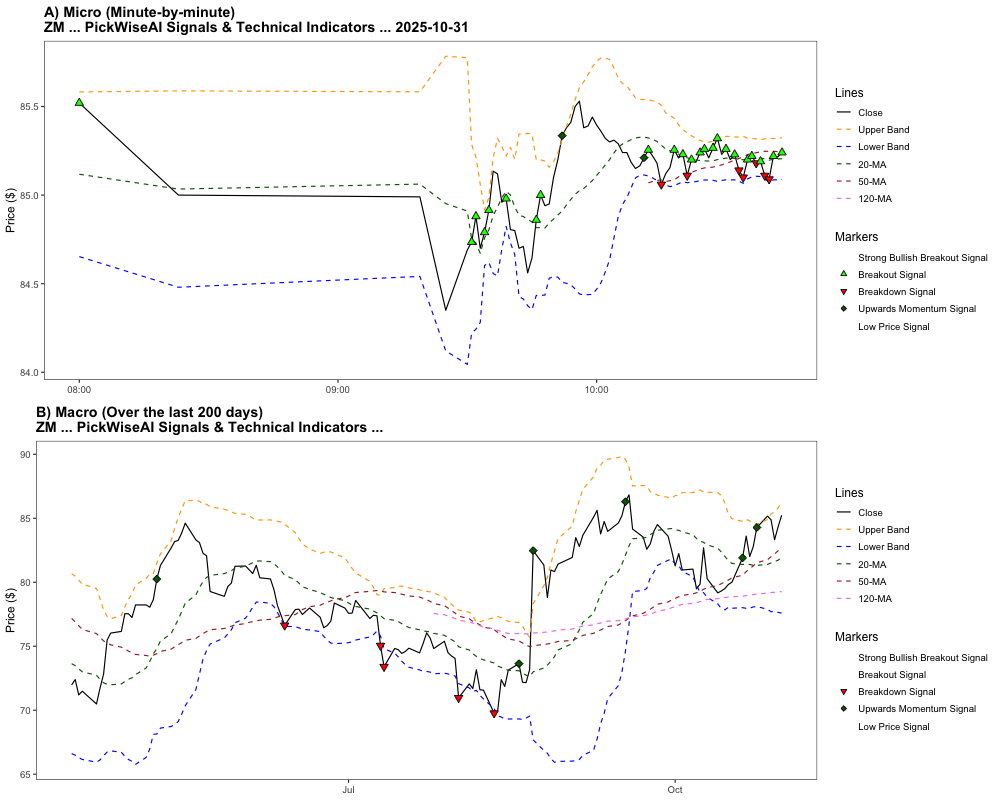 A) Micro (Minute-by-minute)
ZM ... PickWiseAI Signals & Technical Indicators ... 2025-10-31
Price ($)
85.5
85.0
84.5
84.0
08:00
09:00
10:00
Lines
Close
Upper Band
Lower Band
20-MA
50-MA
120-MA
Markers
Strong Bullish Breakout Signal
Breakout Signal
Breakdown Signal
Upwards Momentum Signal
Low Price Signal
B) Macro (Over the last 200 days)
ZM ... PickWiseAI Signals & Technical Indicators ...
Price ($)
90
85
80
75
70
65
Jul
Oct
Lines
Close
Upper Band
Lower Band
20-MA
50-MA
120-MA
Markers
Strong Bullish Breakout Signal
Breakout Signal
Breakdown Signal
Upwards Momentum Signal
Low Price Signal